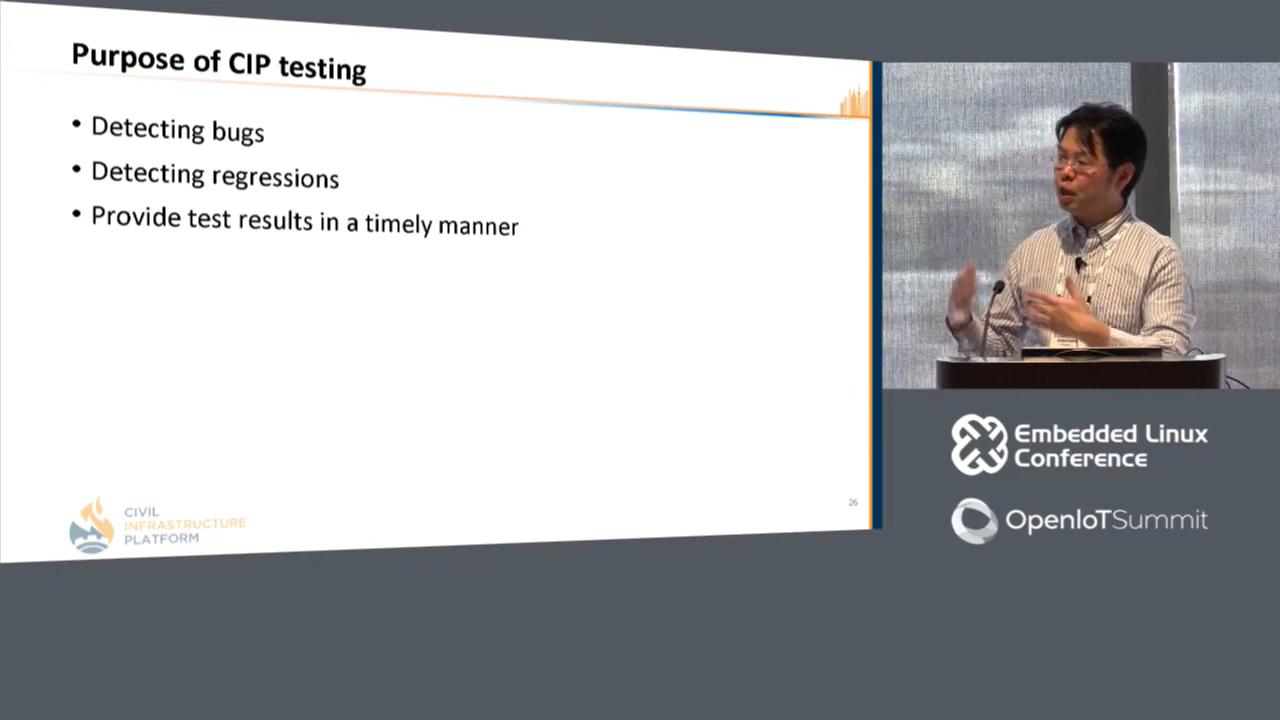 Purpose of CIP testing
• Detecting bugs
• Detecting regressions
• Provide test results in a timely manner
CIVIL
INFRASTRUCTURE
PLATFORM
26
Embedded Linux
Conference
OpenIoTSummit